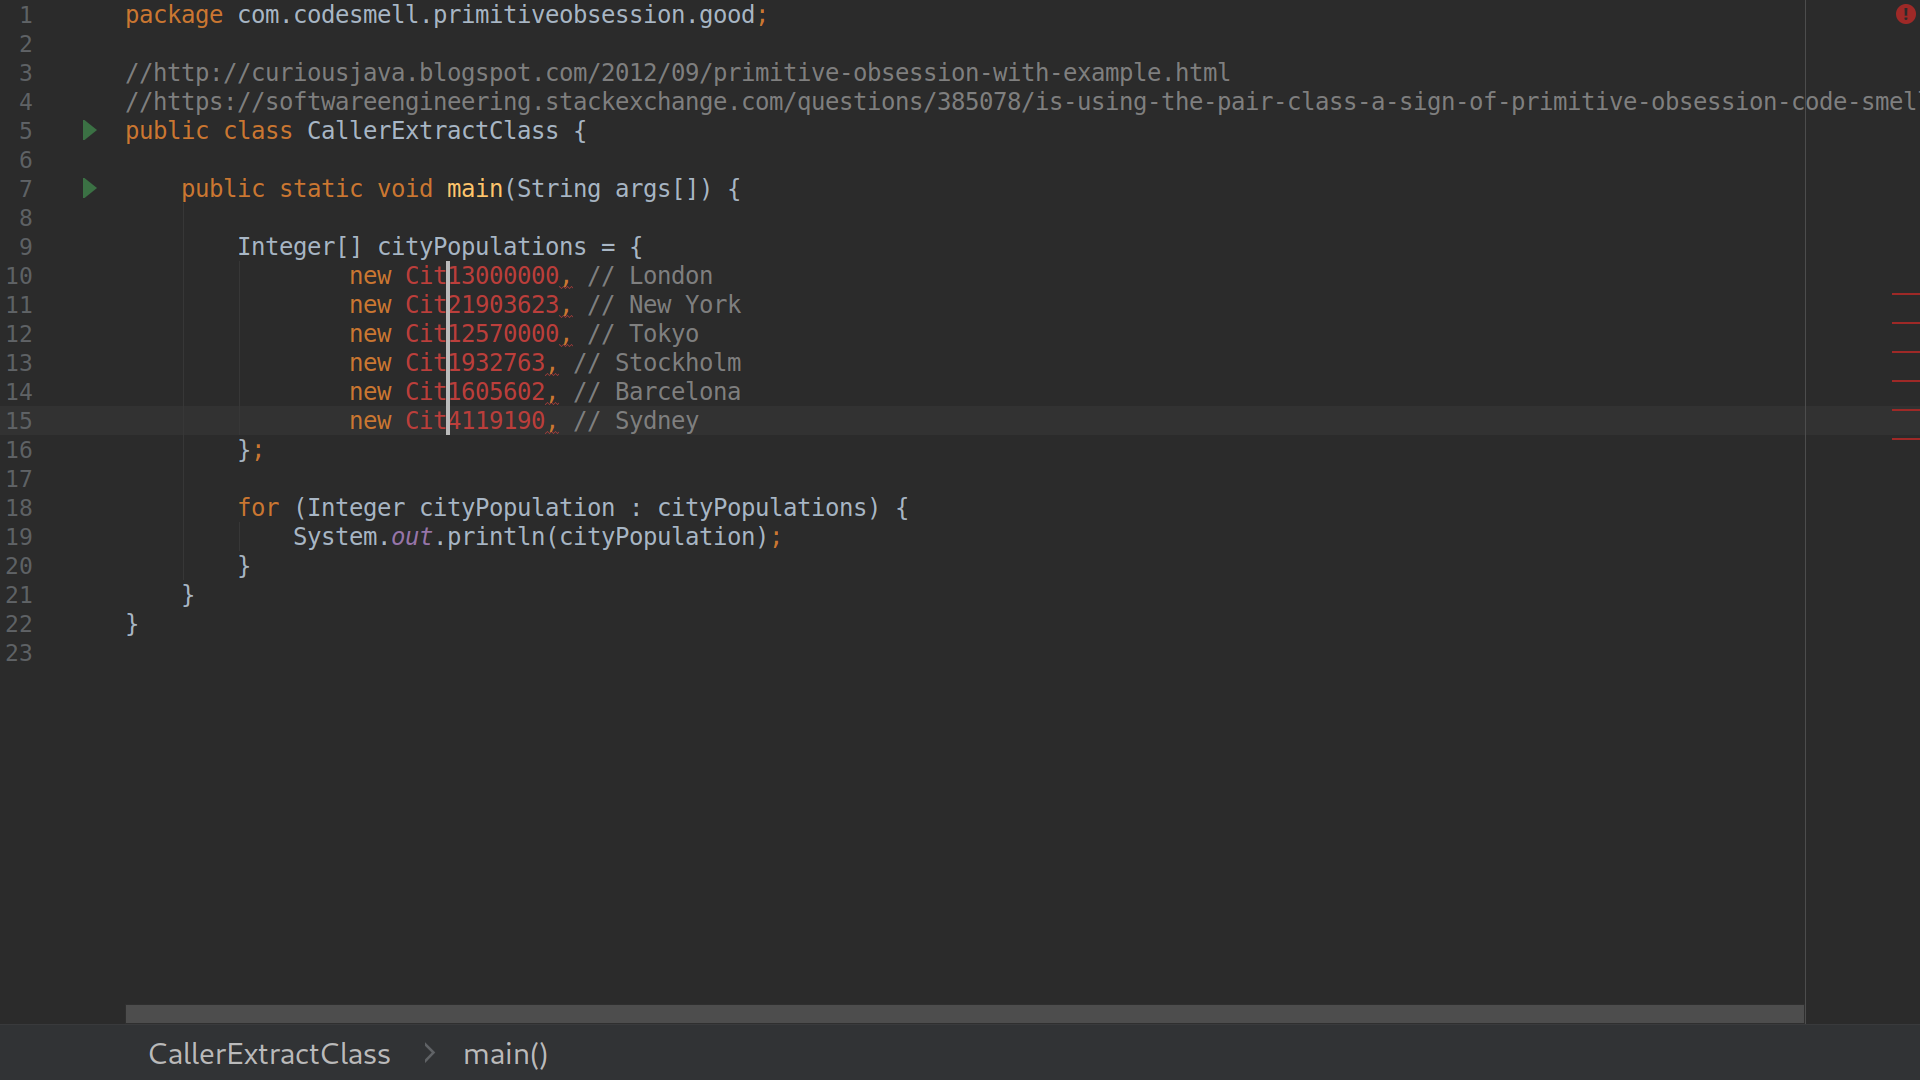 1 package com.codesmell.primitiveobsession.good;
2
3 //http://curiousjava.blogspot.com/2012/09/primitive-obsession-with-example.html
4 //https://softwareengineering.stackexchange.com/questions/385078/is-using-the-pair-class-a-sign-of-primitive-obsession-code-smel
5 public class CallerExtractClass {
6
7 public static void main(String args[]) {
8
9 Integer[] cityPopulations = {
10 new Cit13000000, // London
11 new Cit21903623, // New York
12 new Cit12570000, // Tokyo
13 new Cit1932763, // Stockholm
14 new Cit1605602, // Barcelona
15 new Cit4119190, // Sydney
16 };
17
18 for (Integer cityPopulation : cityPopulations) {
19 System.out.println(cityPopulation);
20 }
21 }
22 }
23
CallerExtractClass > main()